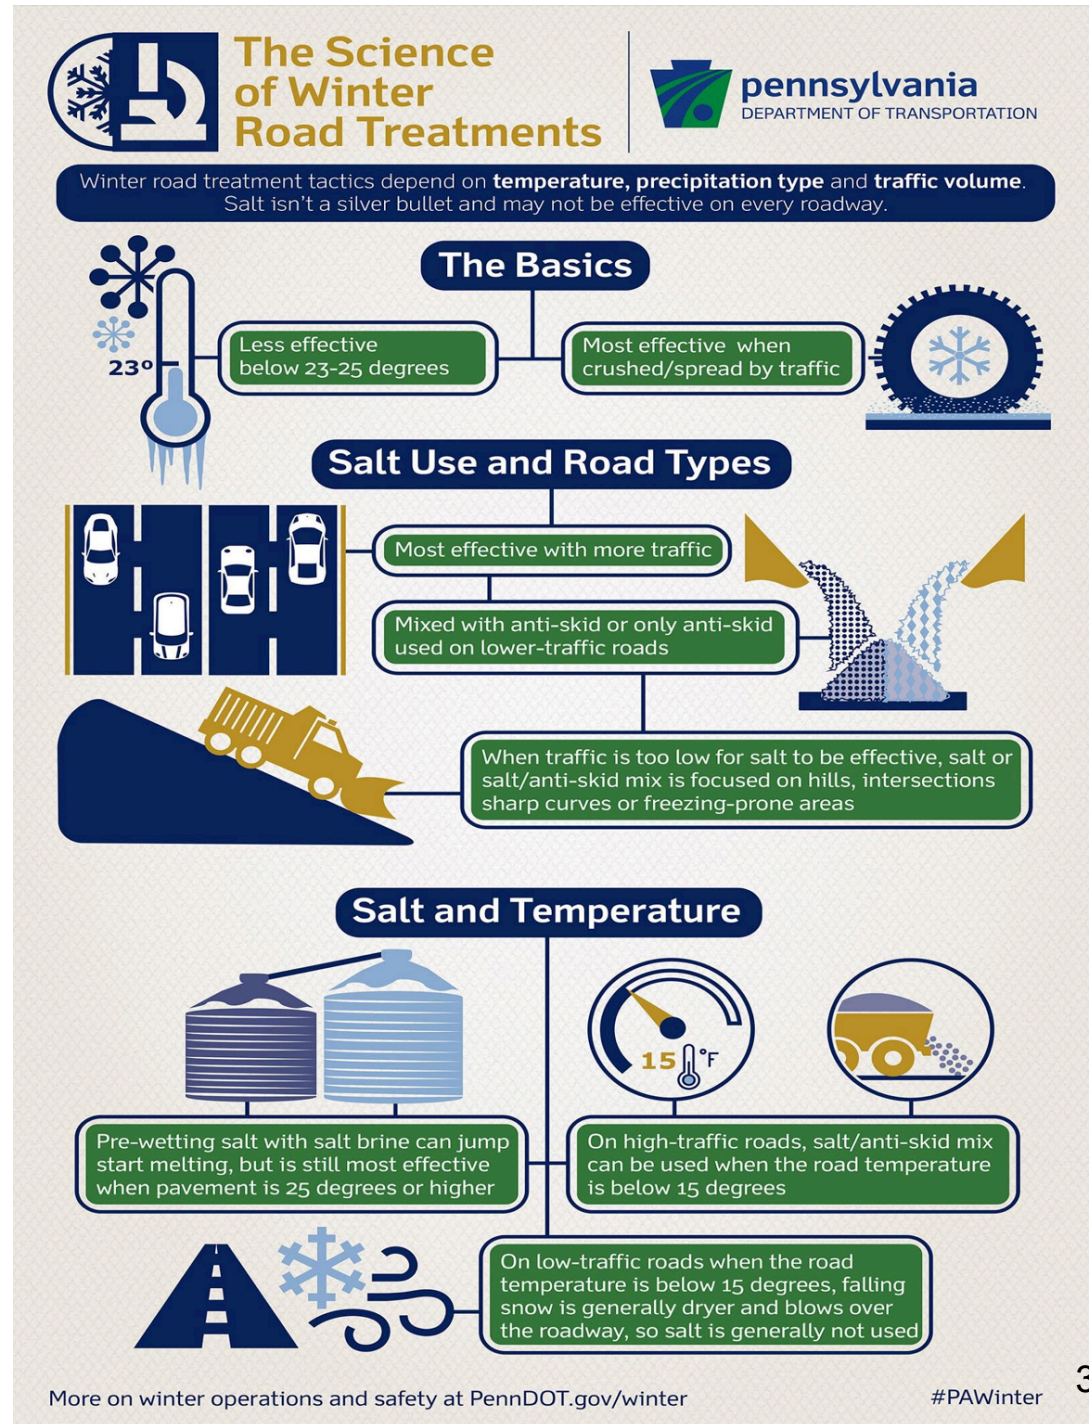 The Science
of Winter
Road Treatments
pennsylvania
DEPARTMENT OF TRANSPORTATION
Winter road treatment tactics depend on temperature, precipitation type and traffic volume.
Salt isn't a silver bullet and may not be effective on every roadway.
The Basics
23º
Less effective
below 23-25 degrees
Most effective when
crushed/spread by traffic
Salt Use and Road Types
Most effective with more traffic
Mixed with anti-skid or only anti-skid
used on lower-traffic roads
When traffic is too low for salt to be effective, salt or
salt/anti-skid mix is focused on hills, intersections
sharp curves or freezing-prone areas
Salt and Temperature
15 °F
Pre-wetting salt with salt brine can jump
start melting, but is still most effective
when pavement is 25 degrees or higher
On high-traffic roads, salt/anti-skid mix
can be used when the road temperature
is below 15 degrees
On low-traffic roads when the road
temperature is below 15 degrees, falling
snow is generally dryer and blows over
the roadway, so salt is generally not used
More on winter operations and safety at PennDOT.gov/winter
#PAWinter
3